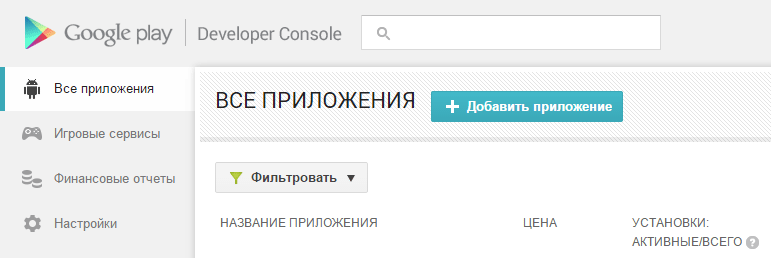 Google play | Developer Console
Все приложения
ВСЕ ПРИЛОЖЕНИЯ
+ Добавить приложение
Игровые сервисы
Финансовые отчеты
Настройки
Фильтровать
НАЗВАНИЕ ПРИЛОЖЕНИЯ
ЦЕНА
УСТАНОВКИ:
АКТИВНЫЕ/ВСЕГО ?